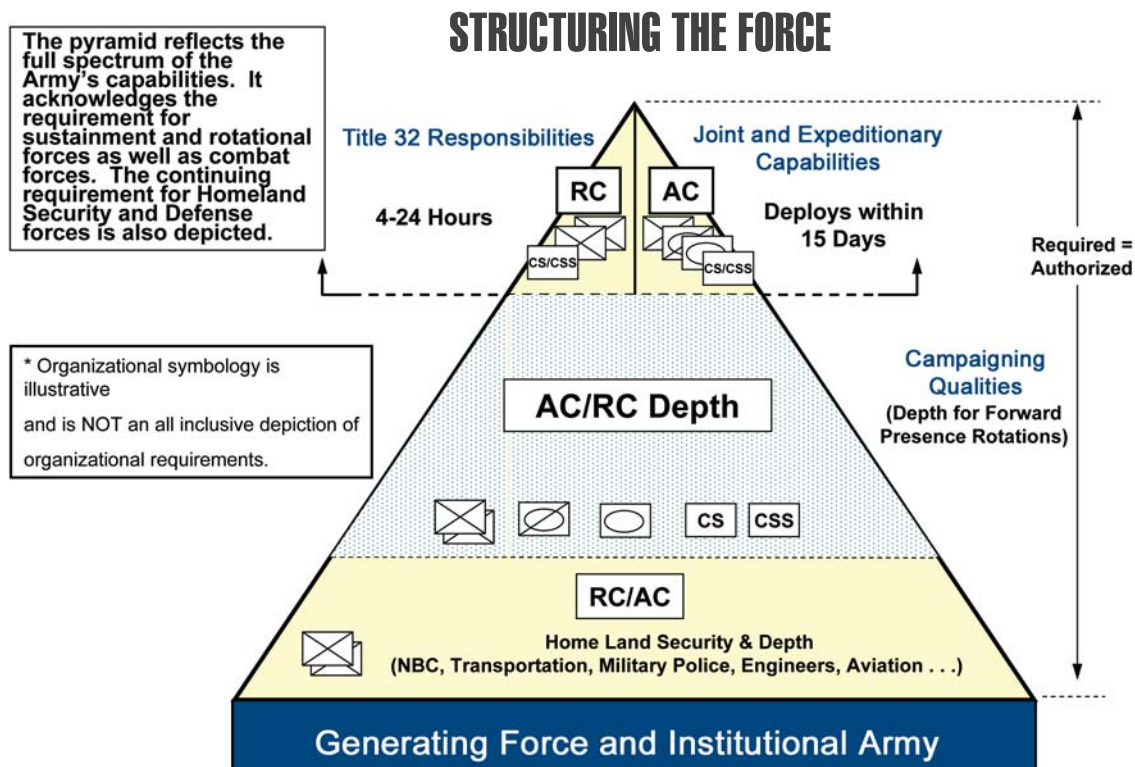 STRUCTURING THE FORCE
The pyramid reflects the
full spectrum of the
Army's capabilities. It
acknowledges the
requirement for
sustainment and rotational
forces as well as combat
forces. The continuing
requirement for Homeland
Security and Defense
forces is also depicted.
Title 32 Responsibilities
Joint and Expeditionary
Capabilities
RC
AC
4-24 Hours
Deploys within
15 Days
CS/CSS
CS/CSS
Required =
Authorized
* Organizational symbology is
illustrative
and is NOT an all inclusive depiction of
organizational requirements.
AC/RC Depth
Campaigning
Qualities
(Depth for Forward
Presence Rotations)
CS
CSS
RC/AC
Home Land Security & Depth
(NBC, Transportation, Military Police, Engineers, Aviation . . .)
Generating Force and Institutional Army